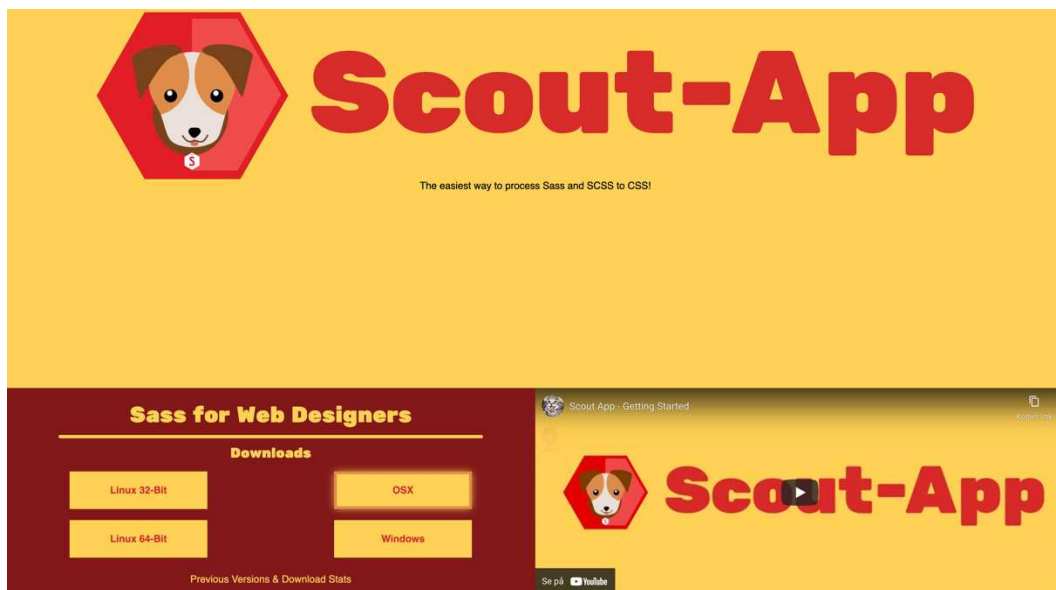 Scout-App
S
The easiest way to process Sass and SCSS to CSS!
Sass for Web Designers
Downloads
Linux 32-Bit
OSX
Linux 64-Bit
Windows
Previous Versions & Download Stats
Scout App - Getting Started
Kopier link
Scout-App
Se på YouTube